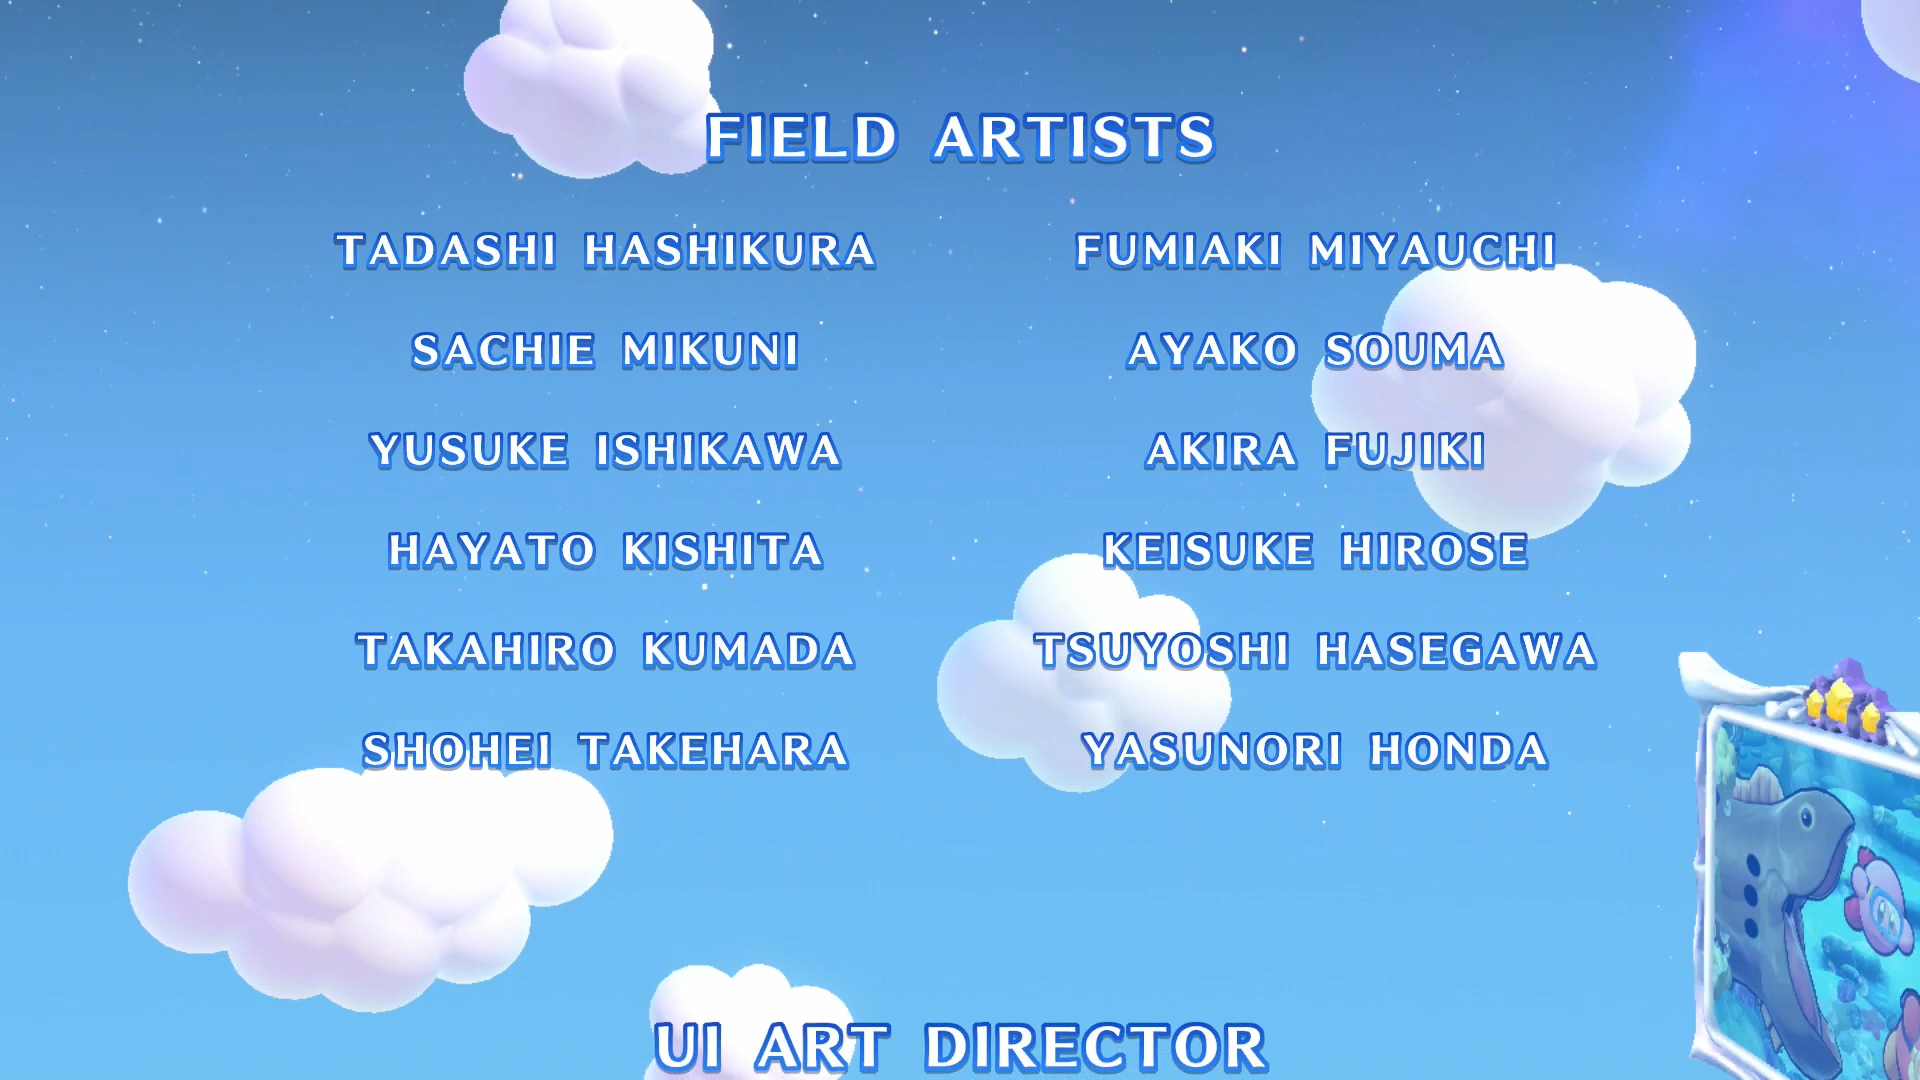 FIELD ARTISTS
TADASHI HASHIKURA FUMIAKI MIYAUCHI
SACHIE MIKUNI AYAKO SOUMA
YUSUKE ISHIKAWA AKIRA FUJIKI
HAYATO KISHITA KEISUKE HIROSE
TAKAHIRO KUMADA TSUYOSHI HASEGAWA
SHOHEI TAKEHARA YASUNORI HONDA
UI ART DIRECTOR